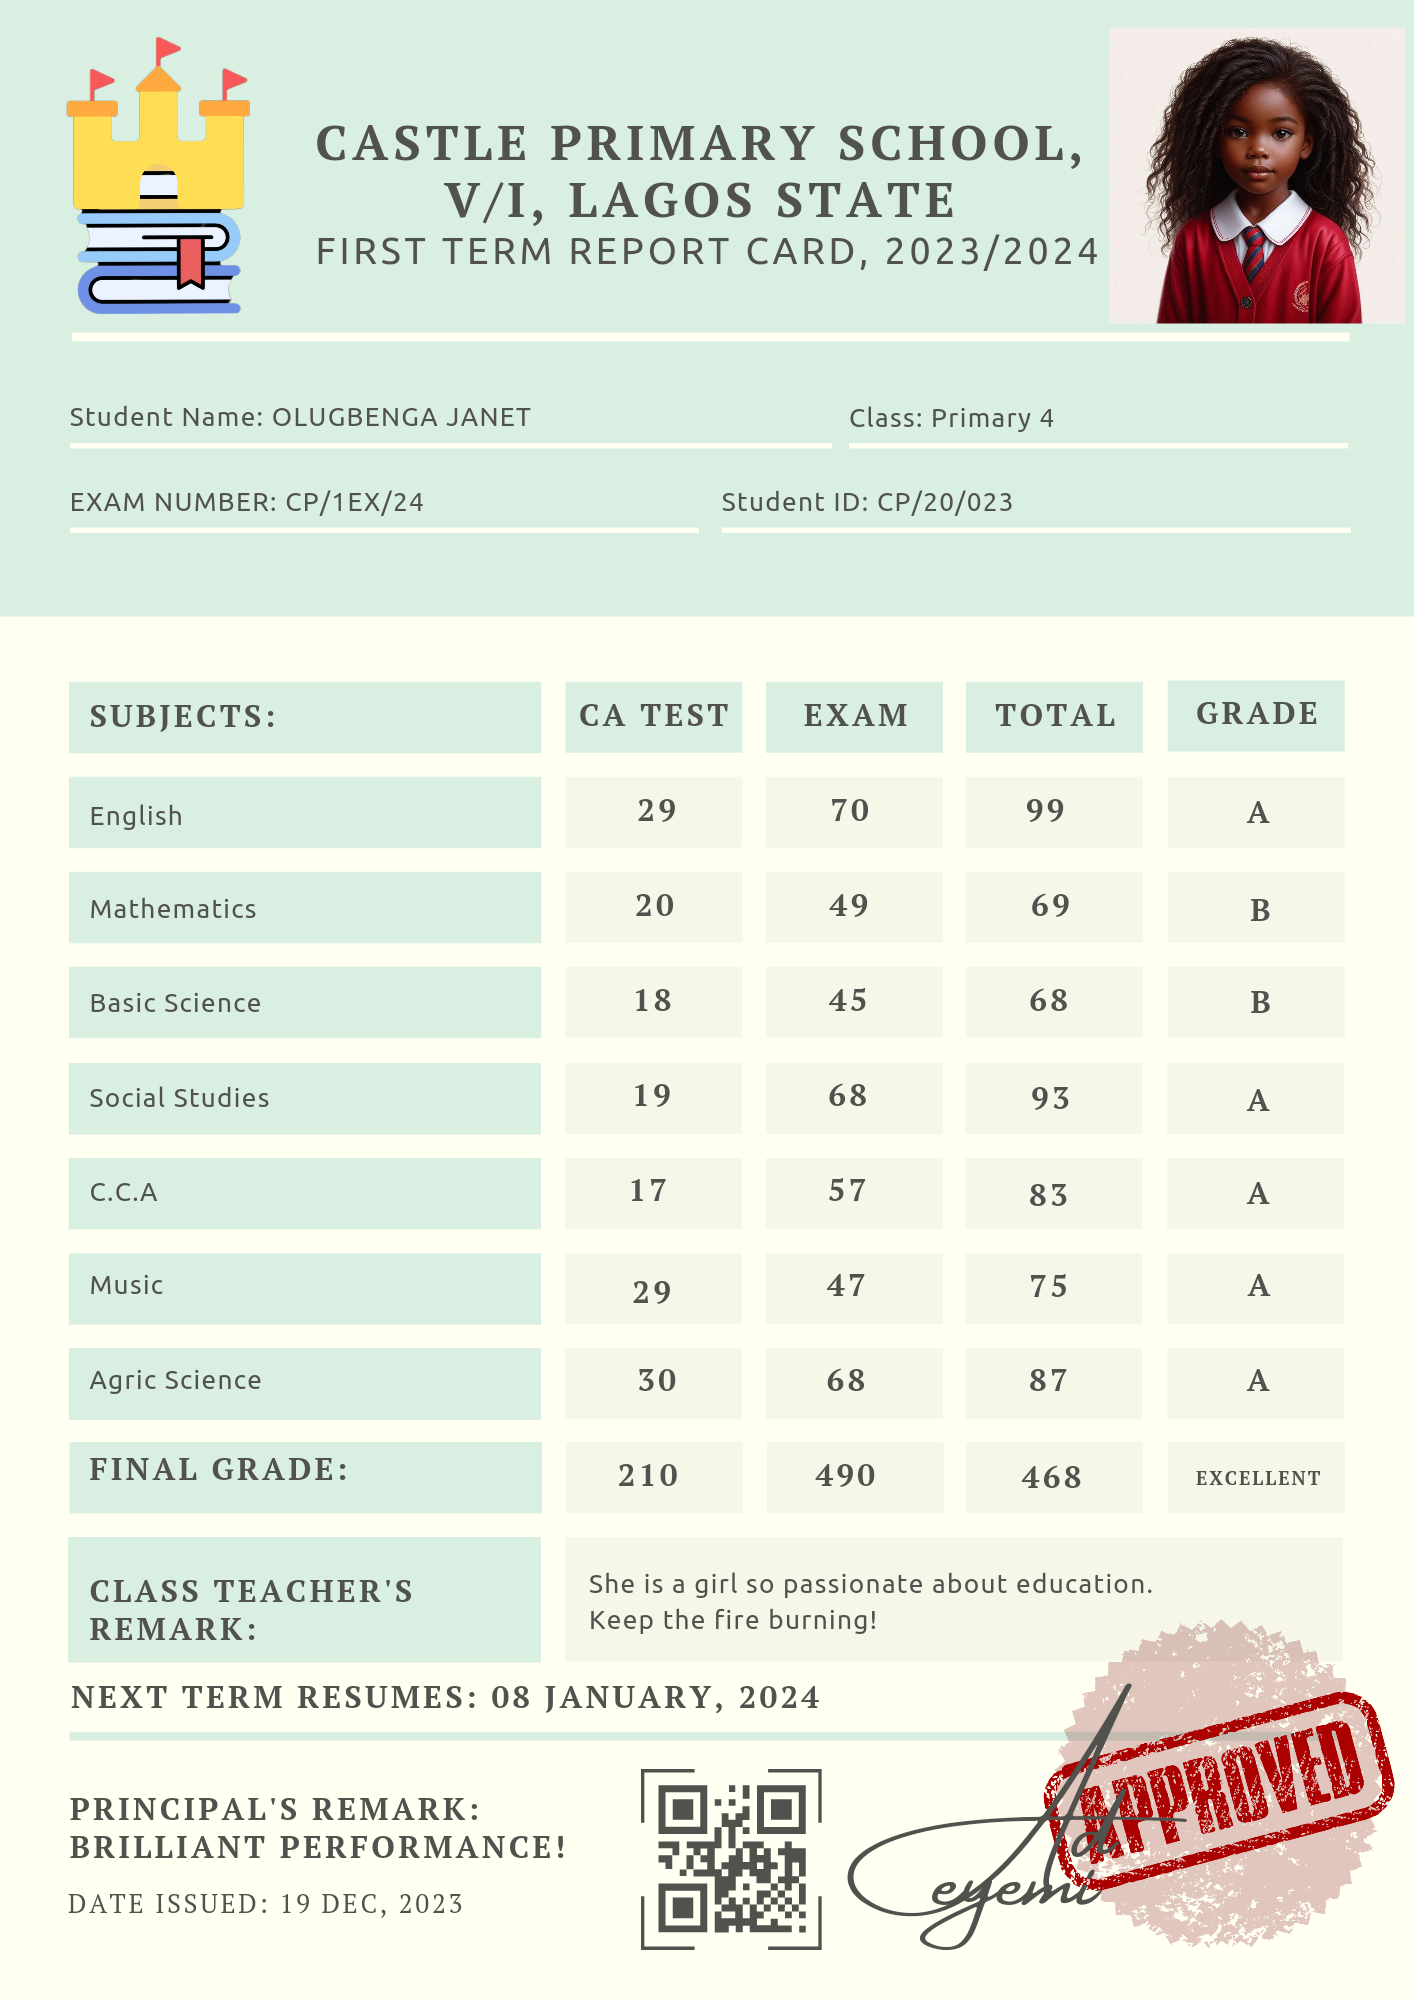 CASTLE PRIMARY SCHOOL,
V/I, LAGOS STATE
FIRST TERM REPORT CARD, 2023/2024
Student Name: OLUGBENGA JANET Class: Primary 4
EXAM NUMBER: CP/1EX/24 Student ID: CP/20/023
SUBJECTS: CA TEST EXAM TOTAL GRADE
English 29 70 99 A
Mathematics 20 49 69 B
Basic Science 18 45 68 B
Social Studies 19 68 93 A
C.C.A 17 57 83 A
Music 29 47 75 A
Agric Science 30 68 87 A
FINAL GRADE: 210 490 468 EXCELLENT
CLASS TEACHER'S
REMARK:
She is a girl so passionate about education.
Keep the fire burning!
NEXT TERM RESUMES: 08 JANUARY, 2024
PRINCIPAL'S REMARK:
BRILLIANT PERFORMANCE!
DATE ISSUED: 19 DEC, 2023
APPROVED
Ade
eyemi